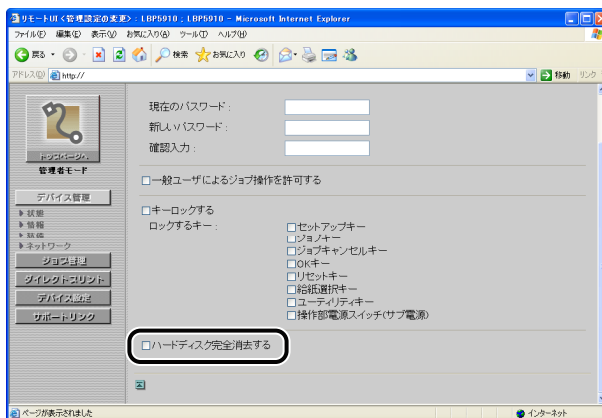 リモートUI <管理設定の変更> : LBP5910 ; LBP5910 - Microsoft Internet Explorer
ファイル(F) 編集(E) 表示(V) お気に入り(A) ツール(T) ヘルプ(H)
戻る 検索 お気に入り
アドレス(D) http:// 移動 リンク
現在のパスワード :
新しいパスワード :
確認入力 :
トップページへ
管理者モード
一般ユーザによるジョブ操作を許可する
デバイス管理
状態
情報
装備
ネットワーク
ジョブ管理
ダイレクトプリント
デバイス設定
サポートリンク
キーロックする
ロックするキー :
セットアップキー
ジョブキー
ジョブキャンセルキー
OKキー
リセットキー
給紙選択キー
ユーティリティキー
操作部電源スイッチ(サブ電源)
ハードディスク完全消去する
ページが表示されました
インターネット